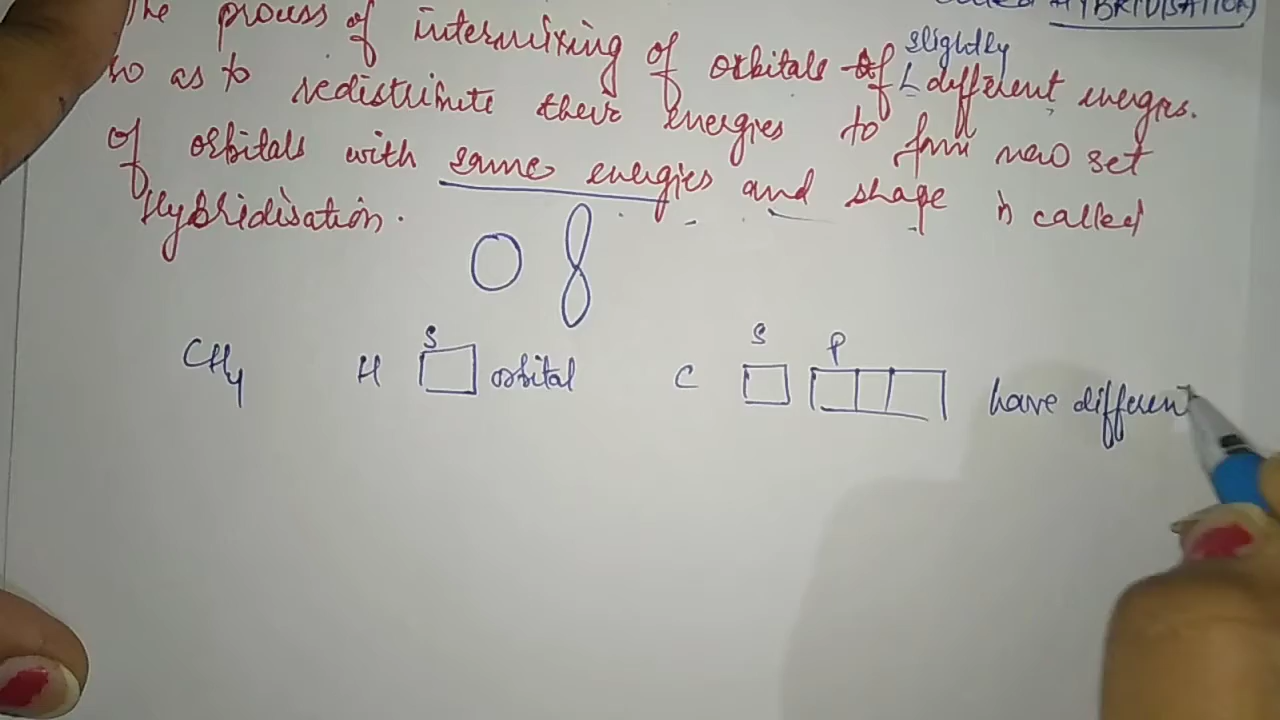 called HYBRIDISATION
The process of intermixing of orbitals of slightly different energies.
so as to redistribute their energies to form new set
of orbitals with same energies and shape is called
Hybridisation.
S S P
CH4 H orbital C have different